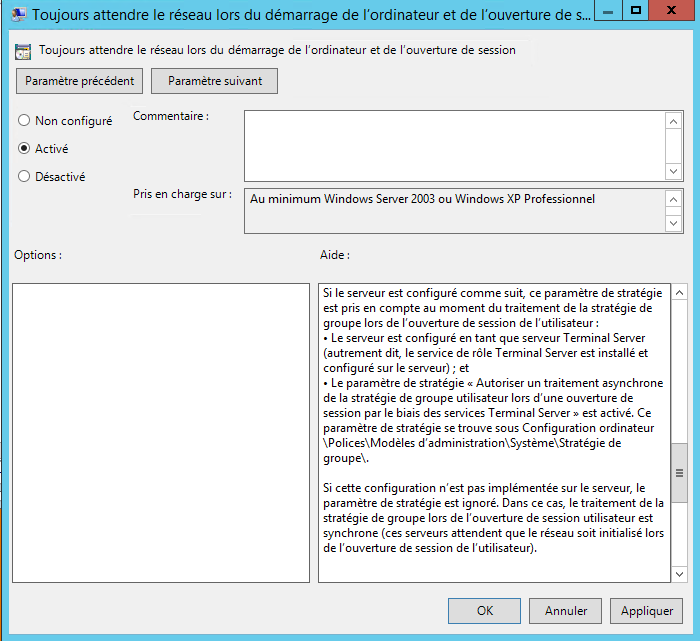 Toujours attendre le réseau lors du démarrage de l'ordinateur et de l'ouverture de s...
Toujours attendre le réseau lors du démarrage de l'ordinateur et de l'ouverture de session
Paramètre précédent
Paramètre suivant
Non configuré
Activé
Désactivé
Commentaire :
Pris en charge sur :
Au minimum Windows Server 2003 ou Windows XP Professionnel
Options :
Aide :
Si le serveur est configuré comme suit, ce paramètre de stratégie
est pris en compte au moment du traitement de la stratégie de
groupe lors de l'ouverture de session de l'utilisateur :
• Le serveur est configuré en tant que serveur Terminal Server
(autrement dit, le service de rôle Terminal Server est installé et
configuré sur le serveur) ; et
• Le paramètre de stratégie « Autoriser un traitement asynchrone
de la stratégie de groupe utilisateur lors d'une ouverture de
session par le biais des services Terminal Server » est activé. Ce
paramètre de stratégie se trouve sous Configuration ordinateur
\Polices\Modèles d'administration\Système\Stratégie de
groupe\.
Si cette configuration n'est pas implémentée sur le serveur, le
paramètre de stratégie est ignoré. Dans ce cas, le traitement de la
stratégie de groupe lors de l'ouverture de session utilisateur est
synchrone (ces serveurs attendent que le réseau soit initialisé lors
de l'ouverture de session de l'utilisateur).
OK
Annuler
Appliquer